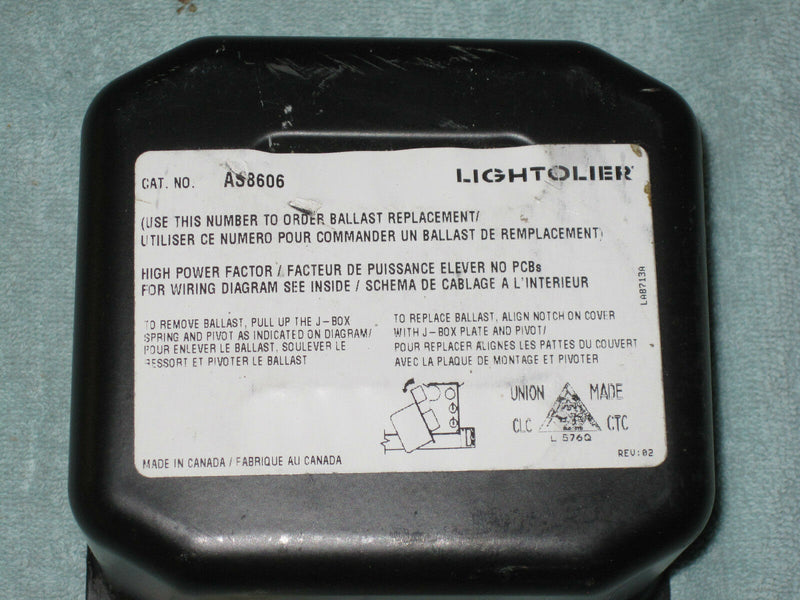 CAT. NO. AS8606
LIGHTOLIER
(USE THIS NUMBER TO ORDER BALLAST REPLACEMENT/
UTILISER CE NUMERO POUR COMMANDER UN BALLAST DE REMPLACEMENT)
HIGH POWER FACTOR / FACTEUR DE PUISSANCE ELEVER NO PCBs
FOR WIRING DIAGRAM SEE INSIDE / SCHEMA DE CABLAGE A L'INTERIEUR
LA8713A
TO REMOVE BALLAST, PULL UP THE J-BOX
SPRING AND PIVOT AS INDICATED ON DIAGRAM/
POUR ENLEVER LE BALLAST, SOULEVER LE
RESSORT ET PIVOTER LE BALLAST
TO REPLACE BALLAST, ALIGN NOTCH ON COVER
WITH J-BOX PLATE AND PIVOT/
POUR REPLACER ALIGNES LES PATTES DU COUVERT
AVEC LA PLAQUE DE MONTAGE ET PIVOTER
UNION MADE
CLC CTC
L 576Q
REV:02
MADE IN CANADA / FABRIQUE AU CANADA